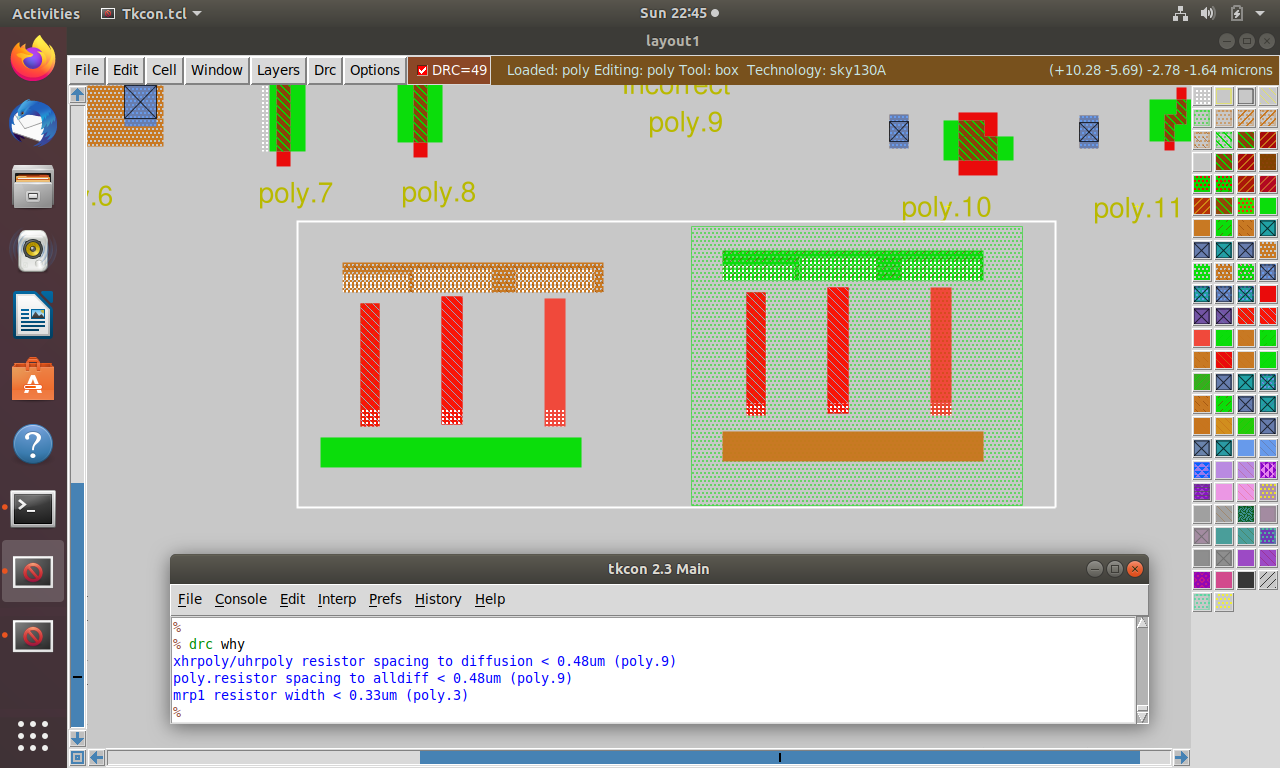 Activities Tkcon.tcl Sun 22:45
layout1
File Edit Cell Window Layers Drc Options DRC=49 Loaded: poly Editing: poly Tool: box Technology: sky130A (+10.28 -5.69) -2.78 -1.64 microns
incorrect
poly.9
.6 poly.7 poly.8 poly.10 poly.11
tkcon 2.3 Main
File Console Edit Interp Prefs History Help
%
% drc why
xhrpoly/uhrpoly resistor spacing to diffusion < 0.48um (poly.9)
poly.resistor spacing to alldiff < 0.48um (poly.9)
mrp1 resistor width < 0.33um (poly.3)
%